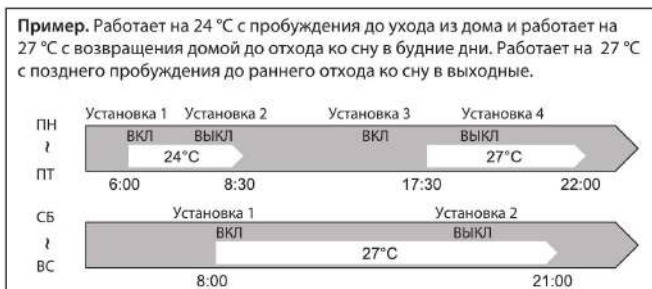 Пример. Работает на 24 °C с пробуждения до ухода из дома и работает на
27 °C с возвращения домой до отхода ко сну в будние дни. Работает на 27 °C
с позднего пробуждения до раннего отхода ко сну в выходные.
Установка 1 Установка 2 Установка 3 Установка 4
ПН
ВКЛ ВЫКЛ ВКЛ ВЫКЛ
≀
24°C 27°C
ПТ
6:00 8:30 17:30 22:00
СБ
Установка 1 Установка 2
ВКЛ ВЫКЛ
≀
27°C
ВС
8:00 21:00